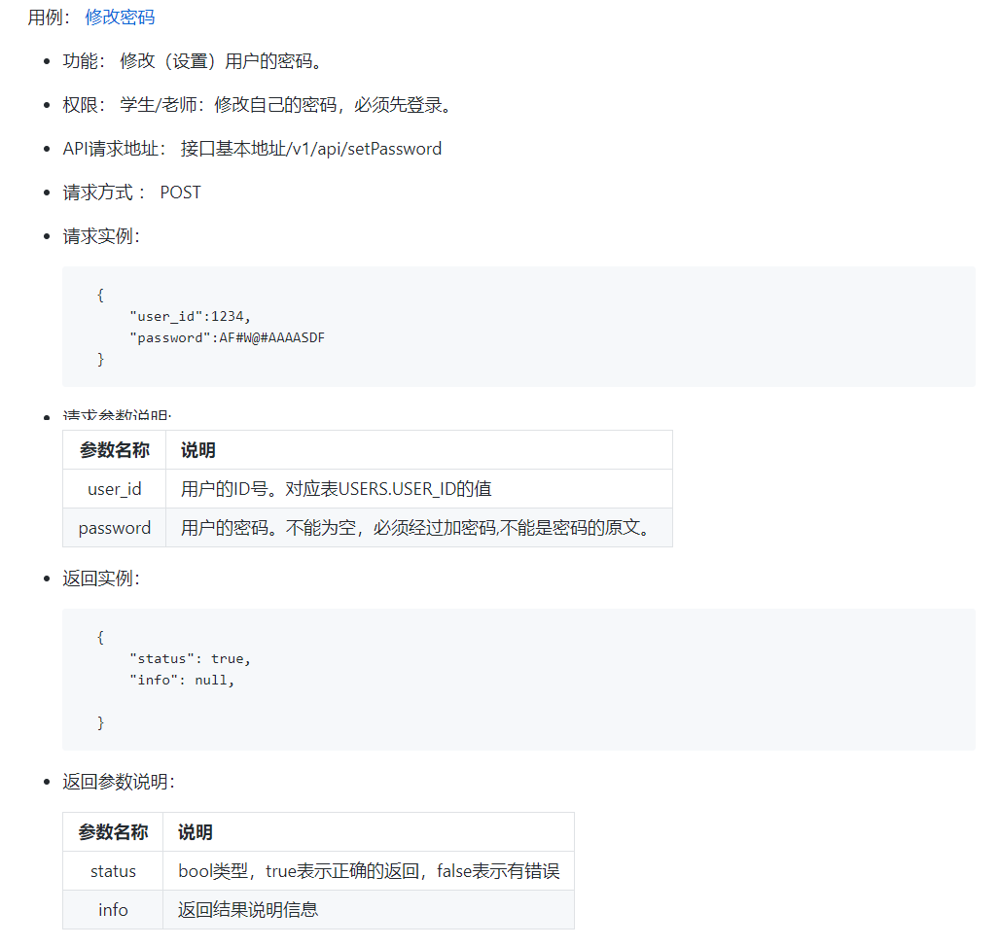 用例： 修改密码
功能： 修改（设置）用户的密码。
权限： 学生/老师：修改自己的密码，必须先登录。
API请求地址： 接口基本地址/v1/api/setPassword
请求方式 ： POST
请求实例：
{
"user_id":1234,
"password":AF#W@#AAAASDF
}
请求参数说明:
参数名称 说明
user_id 用户的ID号。对应表USERS.USER_ID的值
password 用户的密码。不能为空，必须经过加密码,不能是密码的原文。
返回实例：
{
"status": true,
"info": null,
}
返回参数说明：
参数名称 说明
status bool类型，true表示正确的返回，false表示有错误
info 返回结果说明信息